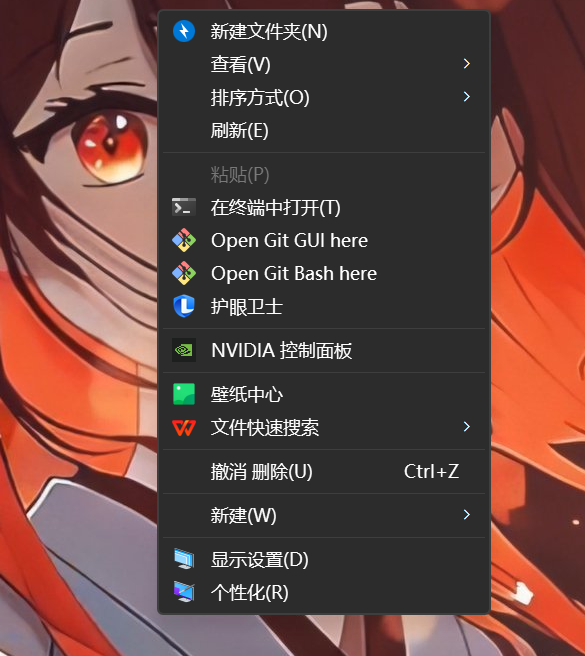 新建文件夹(N)
查看(V)
排序方式(O)
刷新(E)
粘贴(P)
在终端中打开(T)
Open Git GUI here
Open Git Bash here
护眼卫士
NVIDIA 控制面板
壁纸中心
文件快速搜索
撤消 删除(U) Ctrl+Z
新建(W)
显示设置(D)
个性化(R)